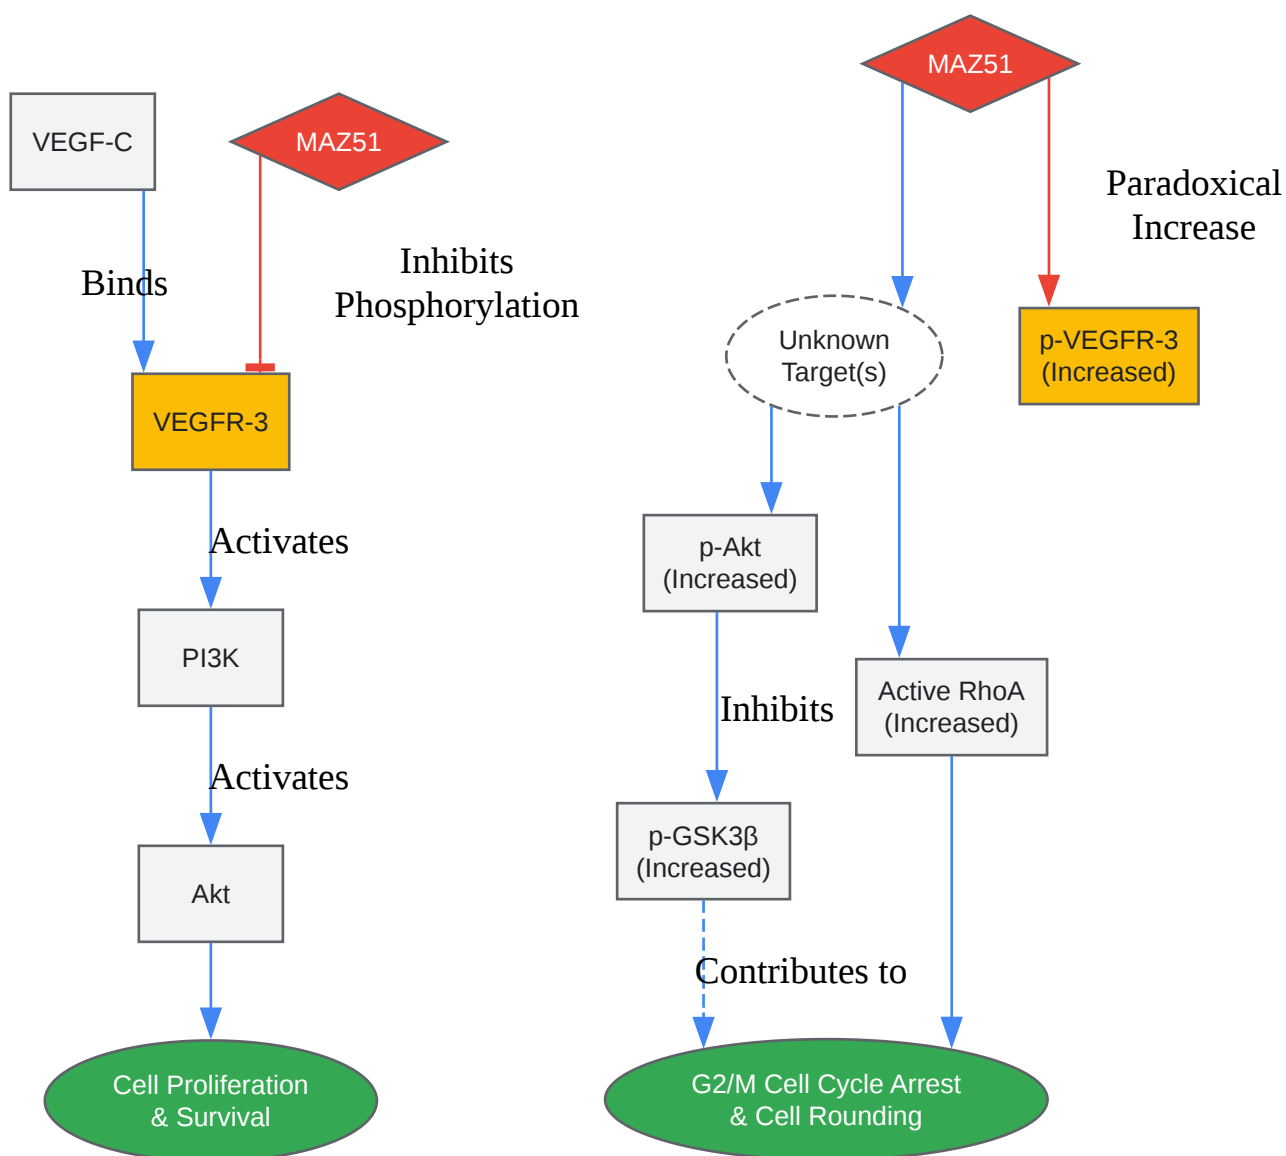 VEGF-C
MAZ51
Binds
Inhibits
Phosphorylation
VEGFR-3
Activates
PI3K
Activates
Akt
Cell Proliferation
& Survival
MAZ51
Paradoxical
Increase
Unknown
Target(s)
p-VEGFR-3
(Increased)
p-Akt
(Increased)
Inhibits
Active RhoA
(Increased)
p-GSK3β
(Increased)
Contributes to
G2/M Cell Cycle Arrest
& Cell Rounding